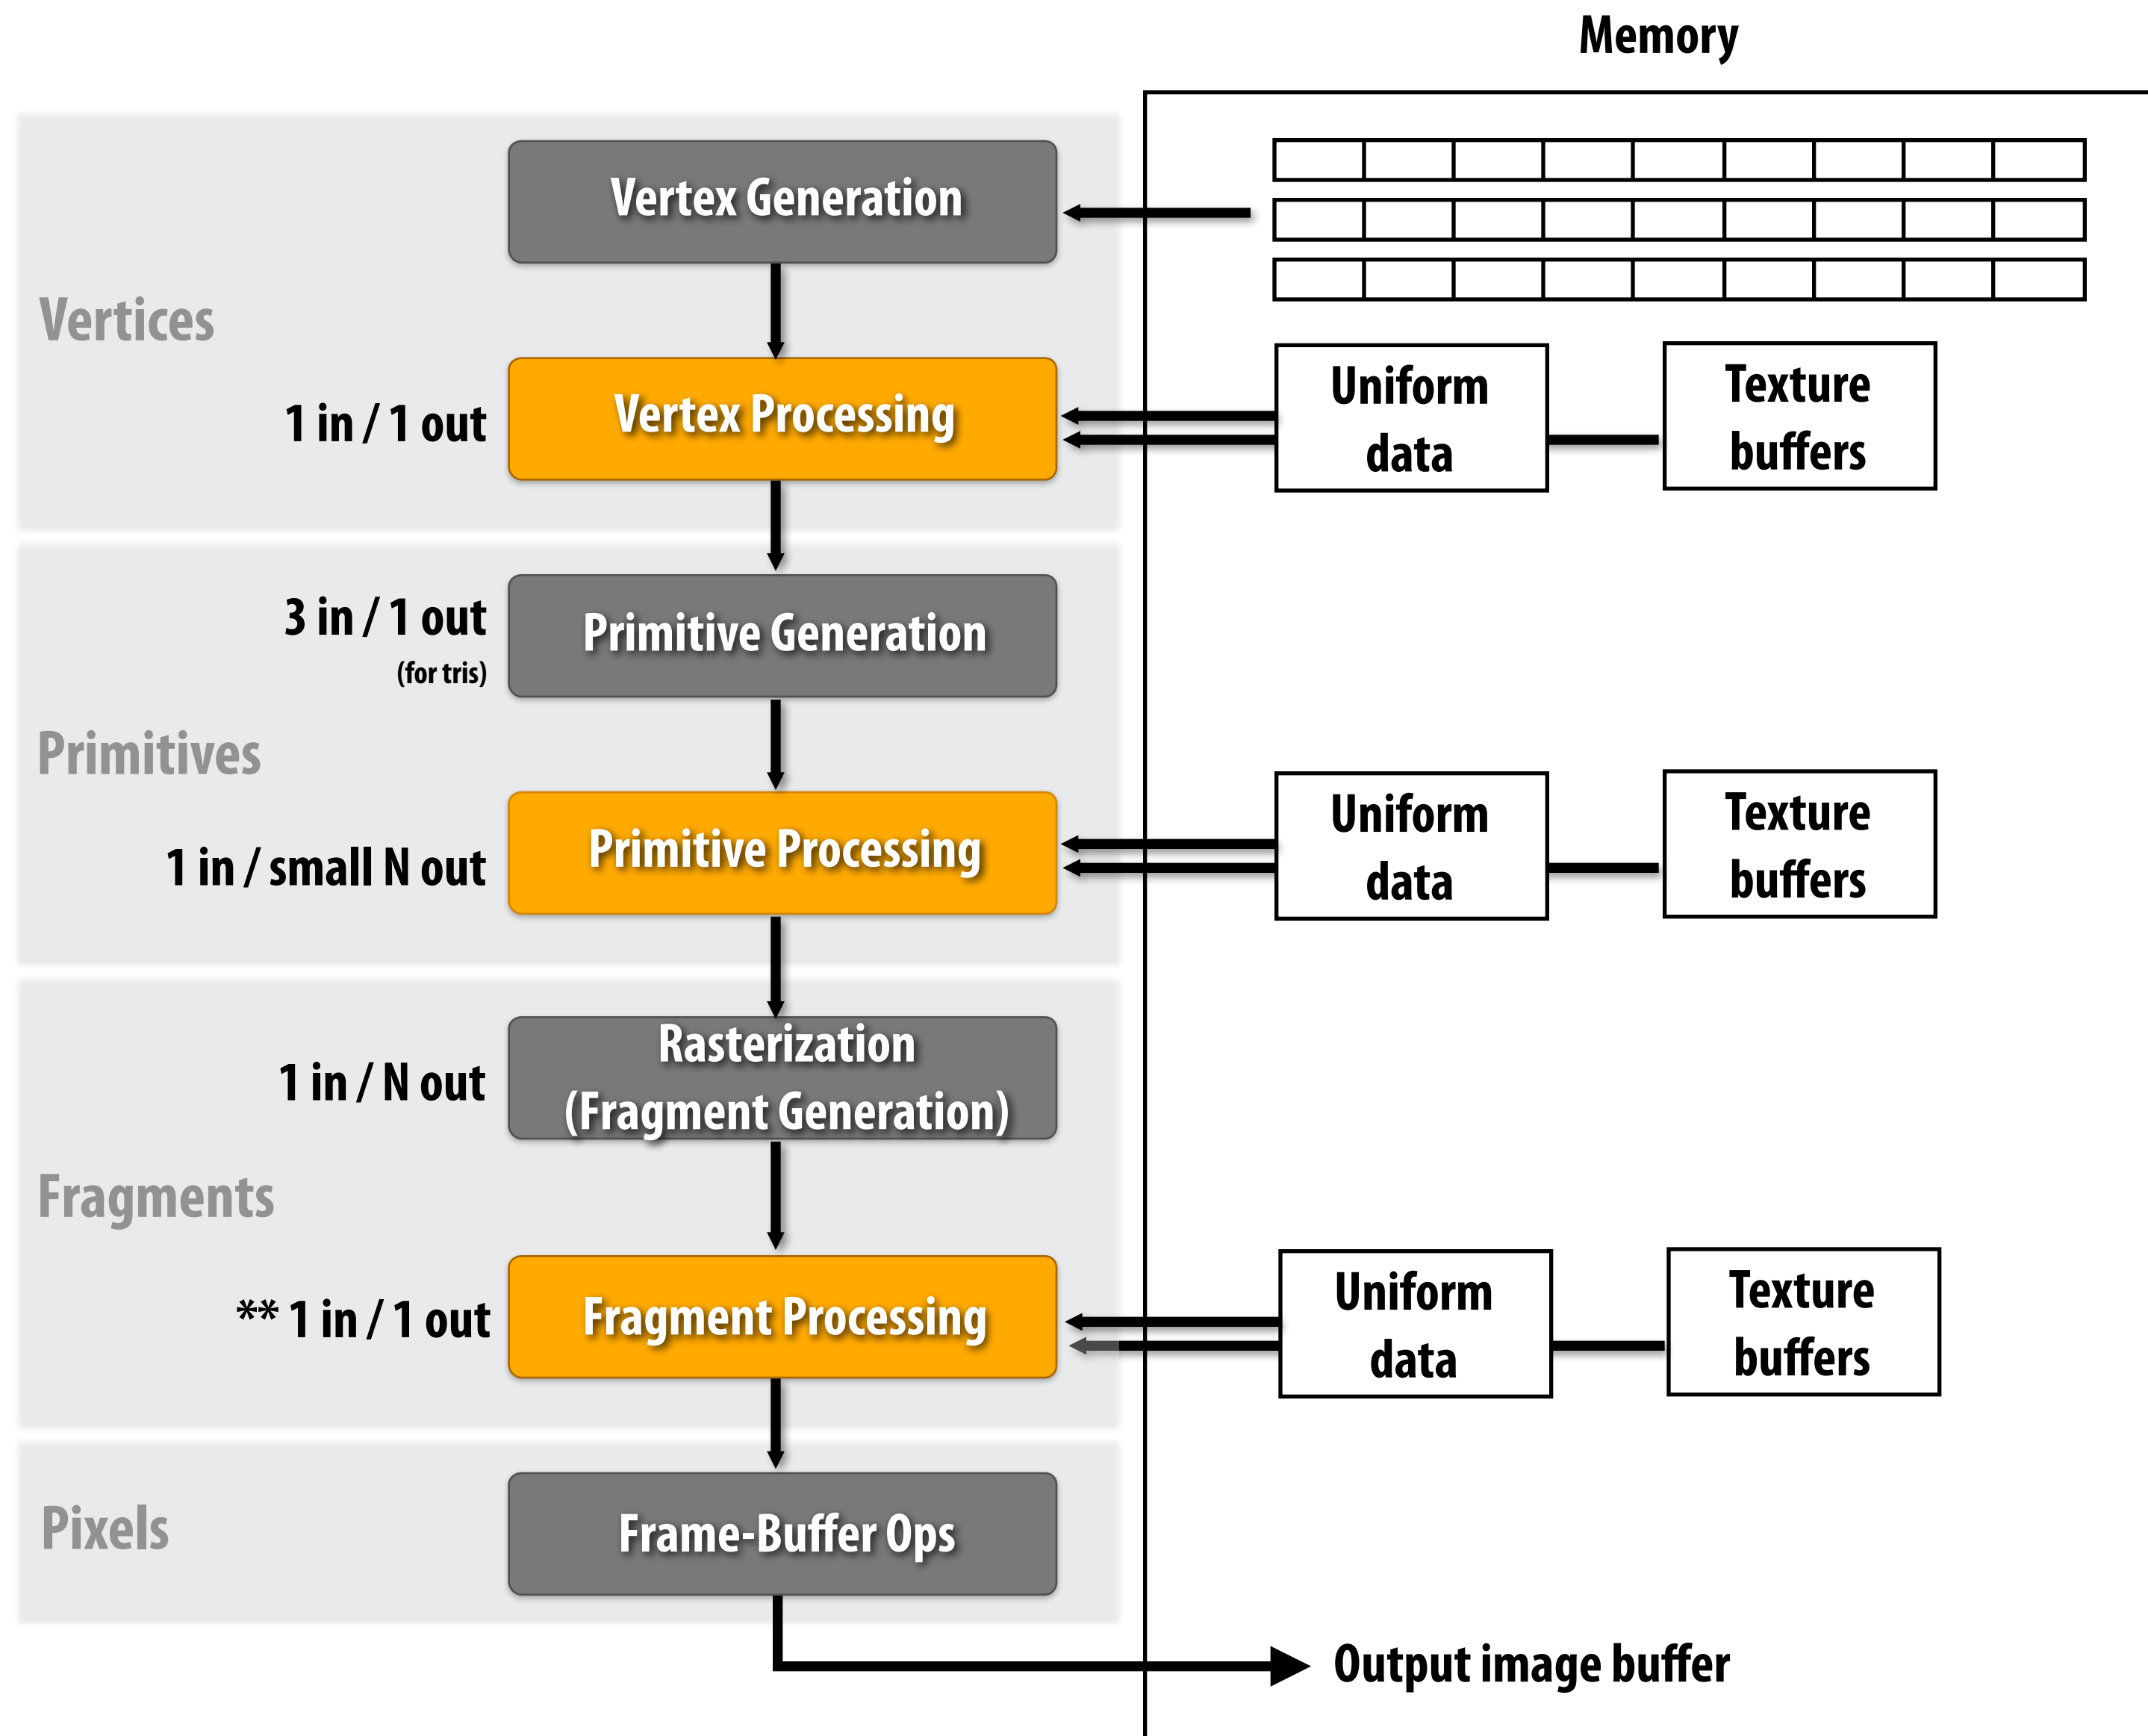 Memory
Vertex Generation
Vertices
1 in / 1 out
Vertex Processing
Uniform
data
Texture
buffers
3 in / 1 out
(for tris)
Primitive Generation
Primitives
1 in / small N out
Primitive Processing
Uniform
data
Texture
buffers
1 in / N out
Rasterization
(Fragment Generation)
Fragments
** 1 in / 1 out
Fragment Processing
Uniform
data
Texture
buffers
Pixels
Frame-Buffer Ops
Output image buffer